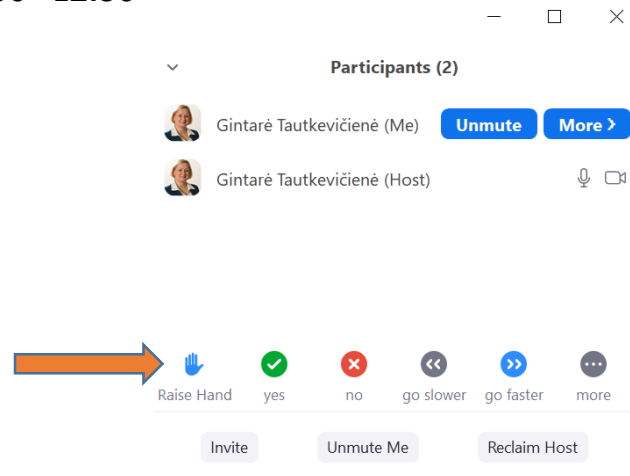 Participants (2)
Gintarė Tautkevičienė (Me) Unmute More >
Gintarė Tautkevičienė (Host)
Raise Hand yes no go slower go faster more
Invite Unmute Me Reclaim Host